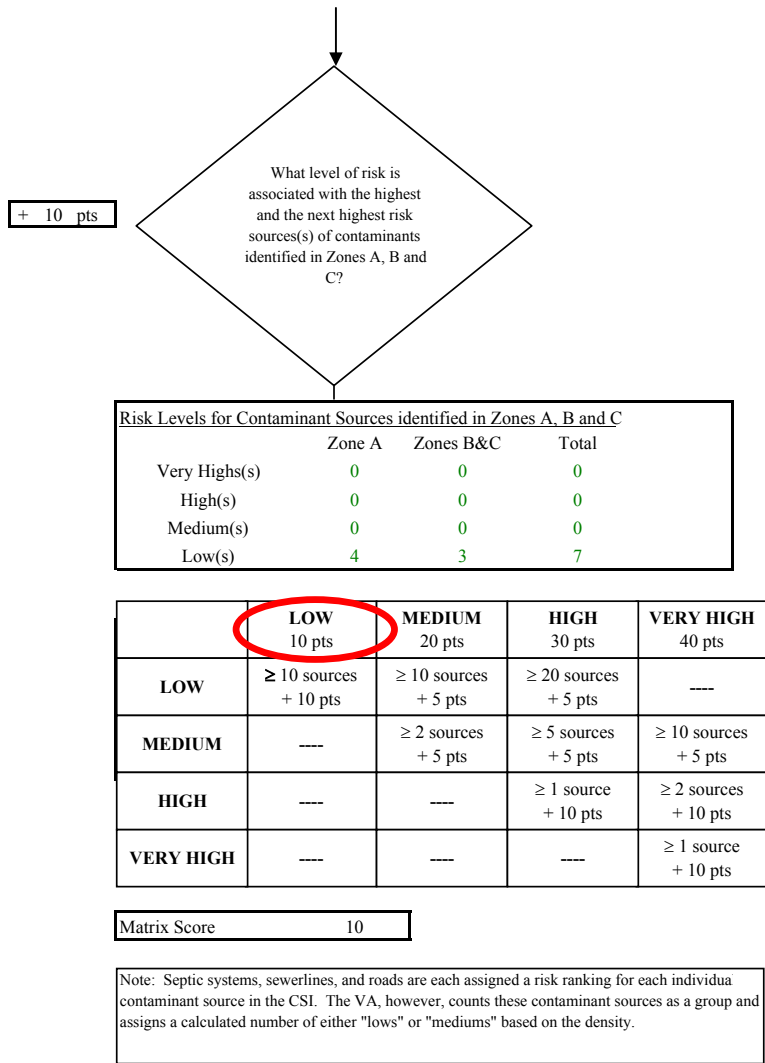 What level of risk is
associated with the highest
and the next highest risk
sources(s) of contaminants
identified in Zones A, B and
C?
+ 10 pts
Risk Levels for Contaminant Sources identified in Zones A, B and C
Zone A Zones B&C Total
Very Highs(s) 0 0 0
High(s) 0 0 0
Medium(s) 0 0 0
Low(s) 4 3 7
LOW MEDIUM HIGH VERY HIGH
10 pts 20 pts 30 pts 40 pts
LOW ≥ 10 sources ≥ 10 sources ≥ 20 sources ----
+ 10 pts + 5 pts + 5 pts
MEDIUM ---- ≥ 2 sources ≥ 5 sources ≥ 10 sources
+ 5 pts + 5 pts + 5 pts
HIGH ---- ---- ≥ 1 source ≥ 2 sources
+ 10 pts + 10 pts
VERY HIGH ---- ---- ---- ≥ 1 source
+ 10 pts
Matrix Score 10
Note: Septic systems, sewerlines, and roads are each assigned a risk ranking for each individua
contaminant source in the CSI. The VA, however, counts these contaminant sources as a group and
assigns a calculated number of either "lows" or "mediums" based on the density.